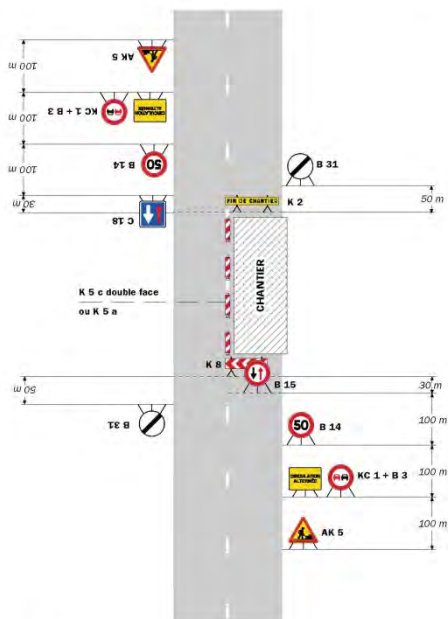 100 m
AK 5
100 m
KC 1 + B 3
CIRCULATION
ALTERNÉE
100 m
50
B 14
B 31
30 m
C 18
FIN DE CHANTIER
K 2
50 m
CHANTIER
K 5 c double face
ou K 5 a
K 8
B 15
50 m
30 m
B 31
50
B 14
100 m
CIRCULATION
ALTERNÉE
KC 1 + B 3
100 m
AK 5
100 m